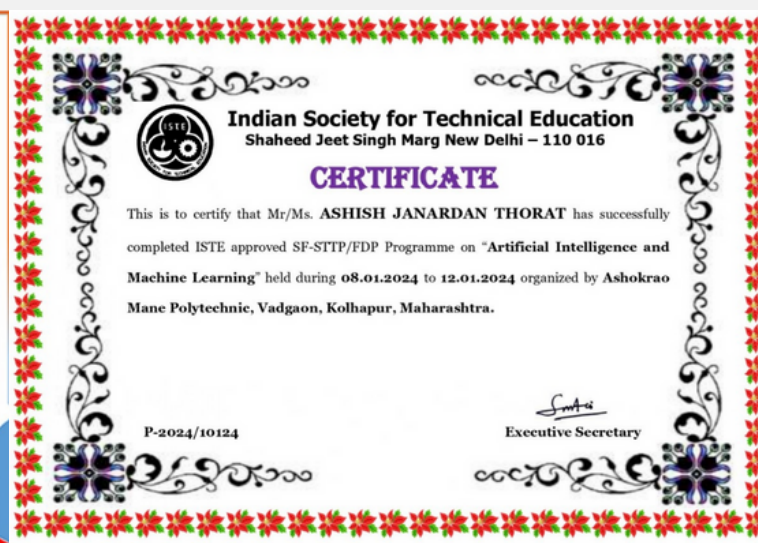 ISTE
Indian Society for Technical Education
Shaheed Jeet Singh Marg New Delhi – 110 016
CERTIFICATE
This is to certify that Mr/Ms. ASHISH JANARDAN THORAT has successfully
completed ISTE approved SF-STTP/FDP Programme on “Artificial Intelligence and
Machine Learning” held during 08.01.2024 to 12.01.2024 organized by Ashokrao
Mane Polytechnic, Vadgaon, Kolhapur, Maharashtra.
P-2024/10124
Executive Secretary